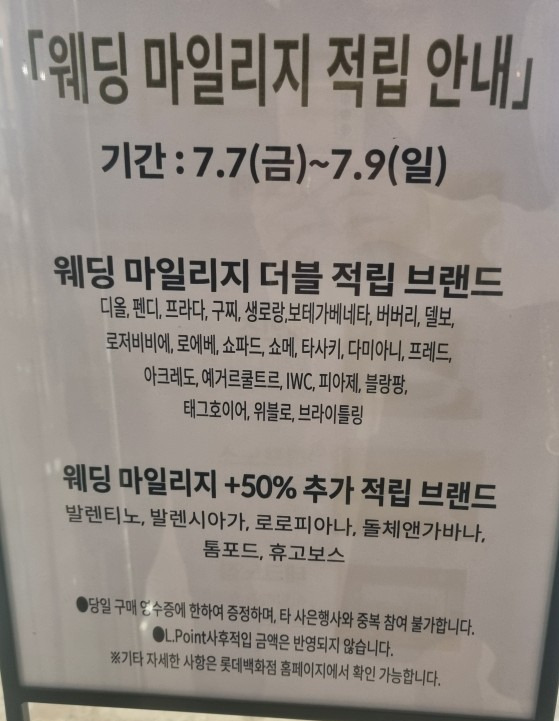 「웨딩 마일리지 적립 안내」
기간 : 7.7(금)~7.9(일)
웨딩 마일리지 더블 적립 브랜드
디올, 펜디, 프라다, 구찌, 생로랑,보테가베네타, 버버리, 델보,
로저비비에, 로에베, 쇼파드, 쇼메, 타사키, 다미아니, 프레드,
아크레도, 예거르쿨트르, IWC, 피아제, 블랑팡,
태그호이어, 위블로, 브라이틀링
웨딩 마일리지 +50% 추가 적립 브랜드
발렌티노, 발렌시아가, 로로피아나, 돌체앤가바나,
톰포드, 휴고보스
●당일 구매 영수증에 한하여 증정하며, 타 사은행사와 중복 참여 불가합니다.
●L.Point사후적입 금액은 반영되지 않습니다.
※기타 자세한 사항은 롯데백화점 홈페이지에서 확인 가능합니다.